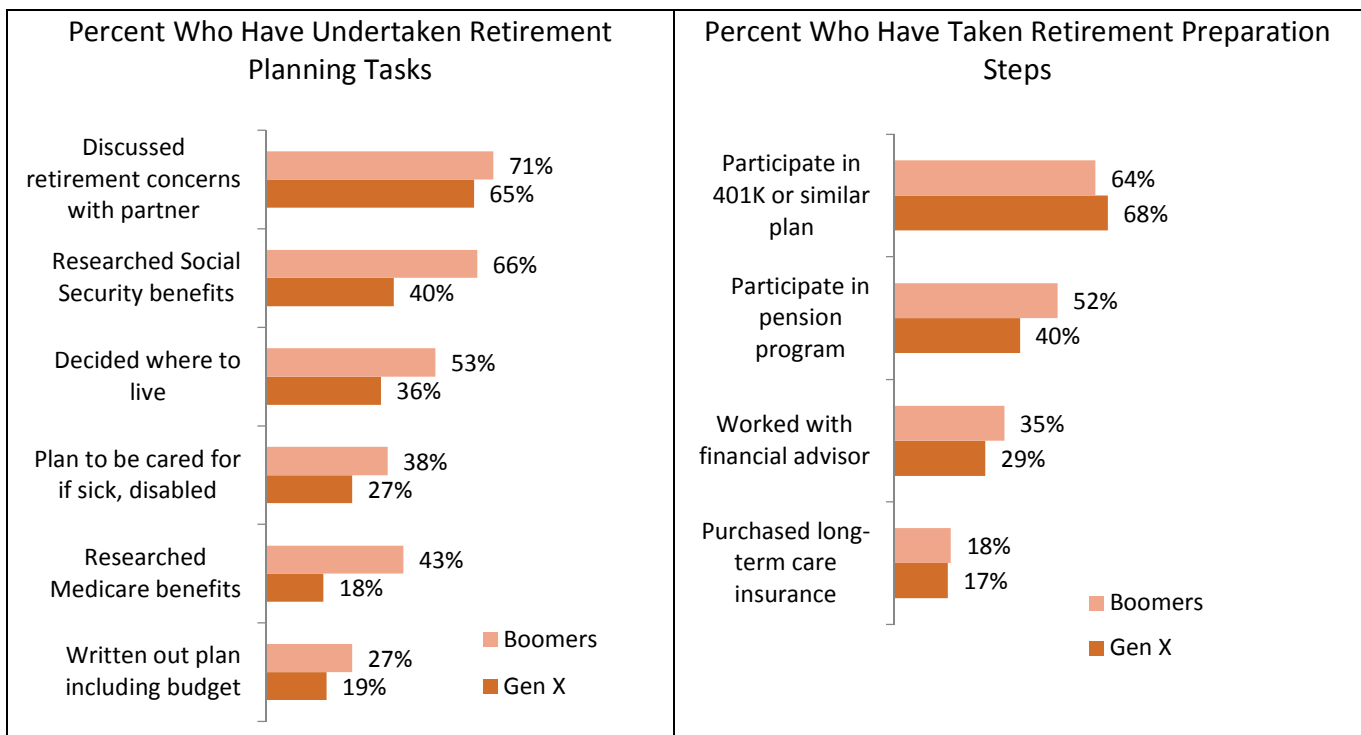 Percent Who Have Undertaken Retirement
Planning Tasks
Discussed
retirement concerns
with partner
71%
65%
Researched Social
Security benefits
66%
40%
Decided where to
live
53%
36%
Plan to be cared for
if sick, disabled
38%
27%
Researched
Medicare benefits
43%
18%
Written out plan
including budget
27%
19%
Boomers
Gen X
Percent Who Have Taken Retirement Preparation
Steps
Participate in
401K or similar
plan
64%
68%
Participate in
pension
program
52%
40%
Worked with
financial advisor
35%
29%
Purchased long-
term care
insurance
18%
17%
Boomers
Gen X